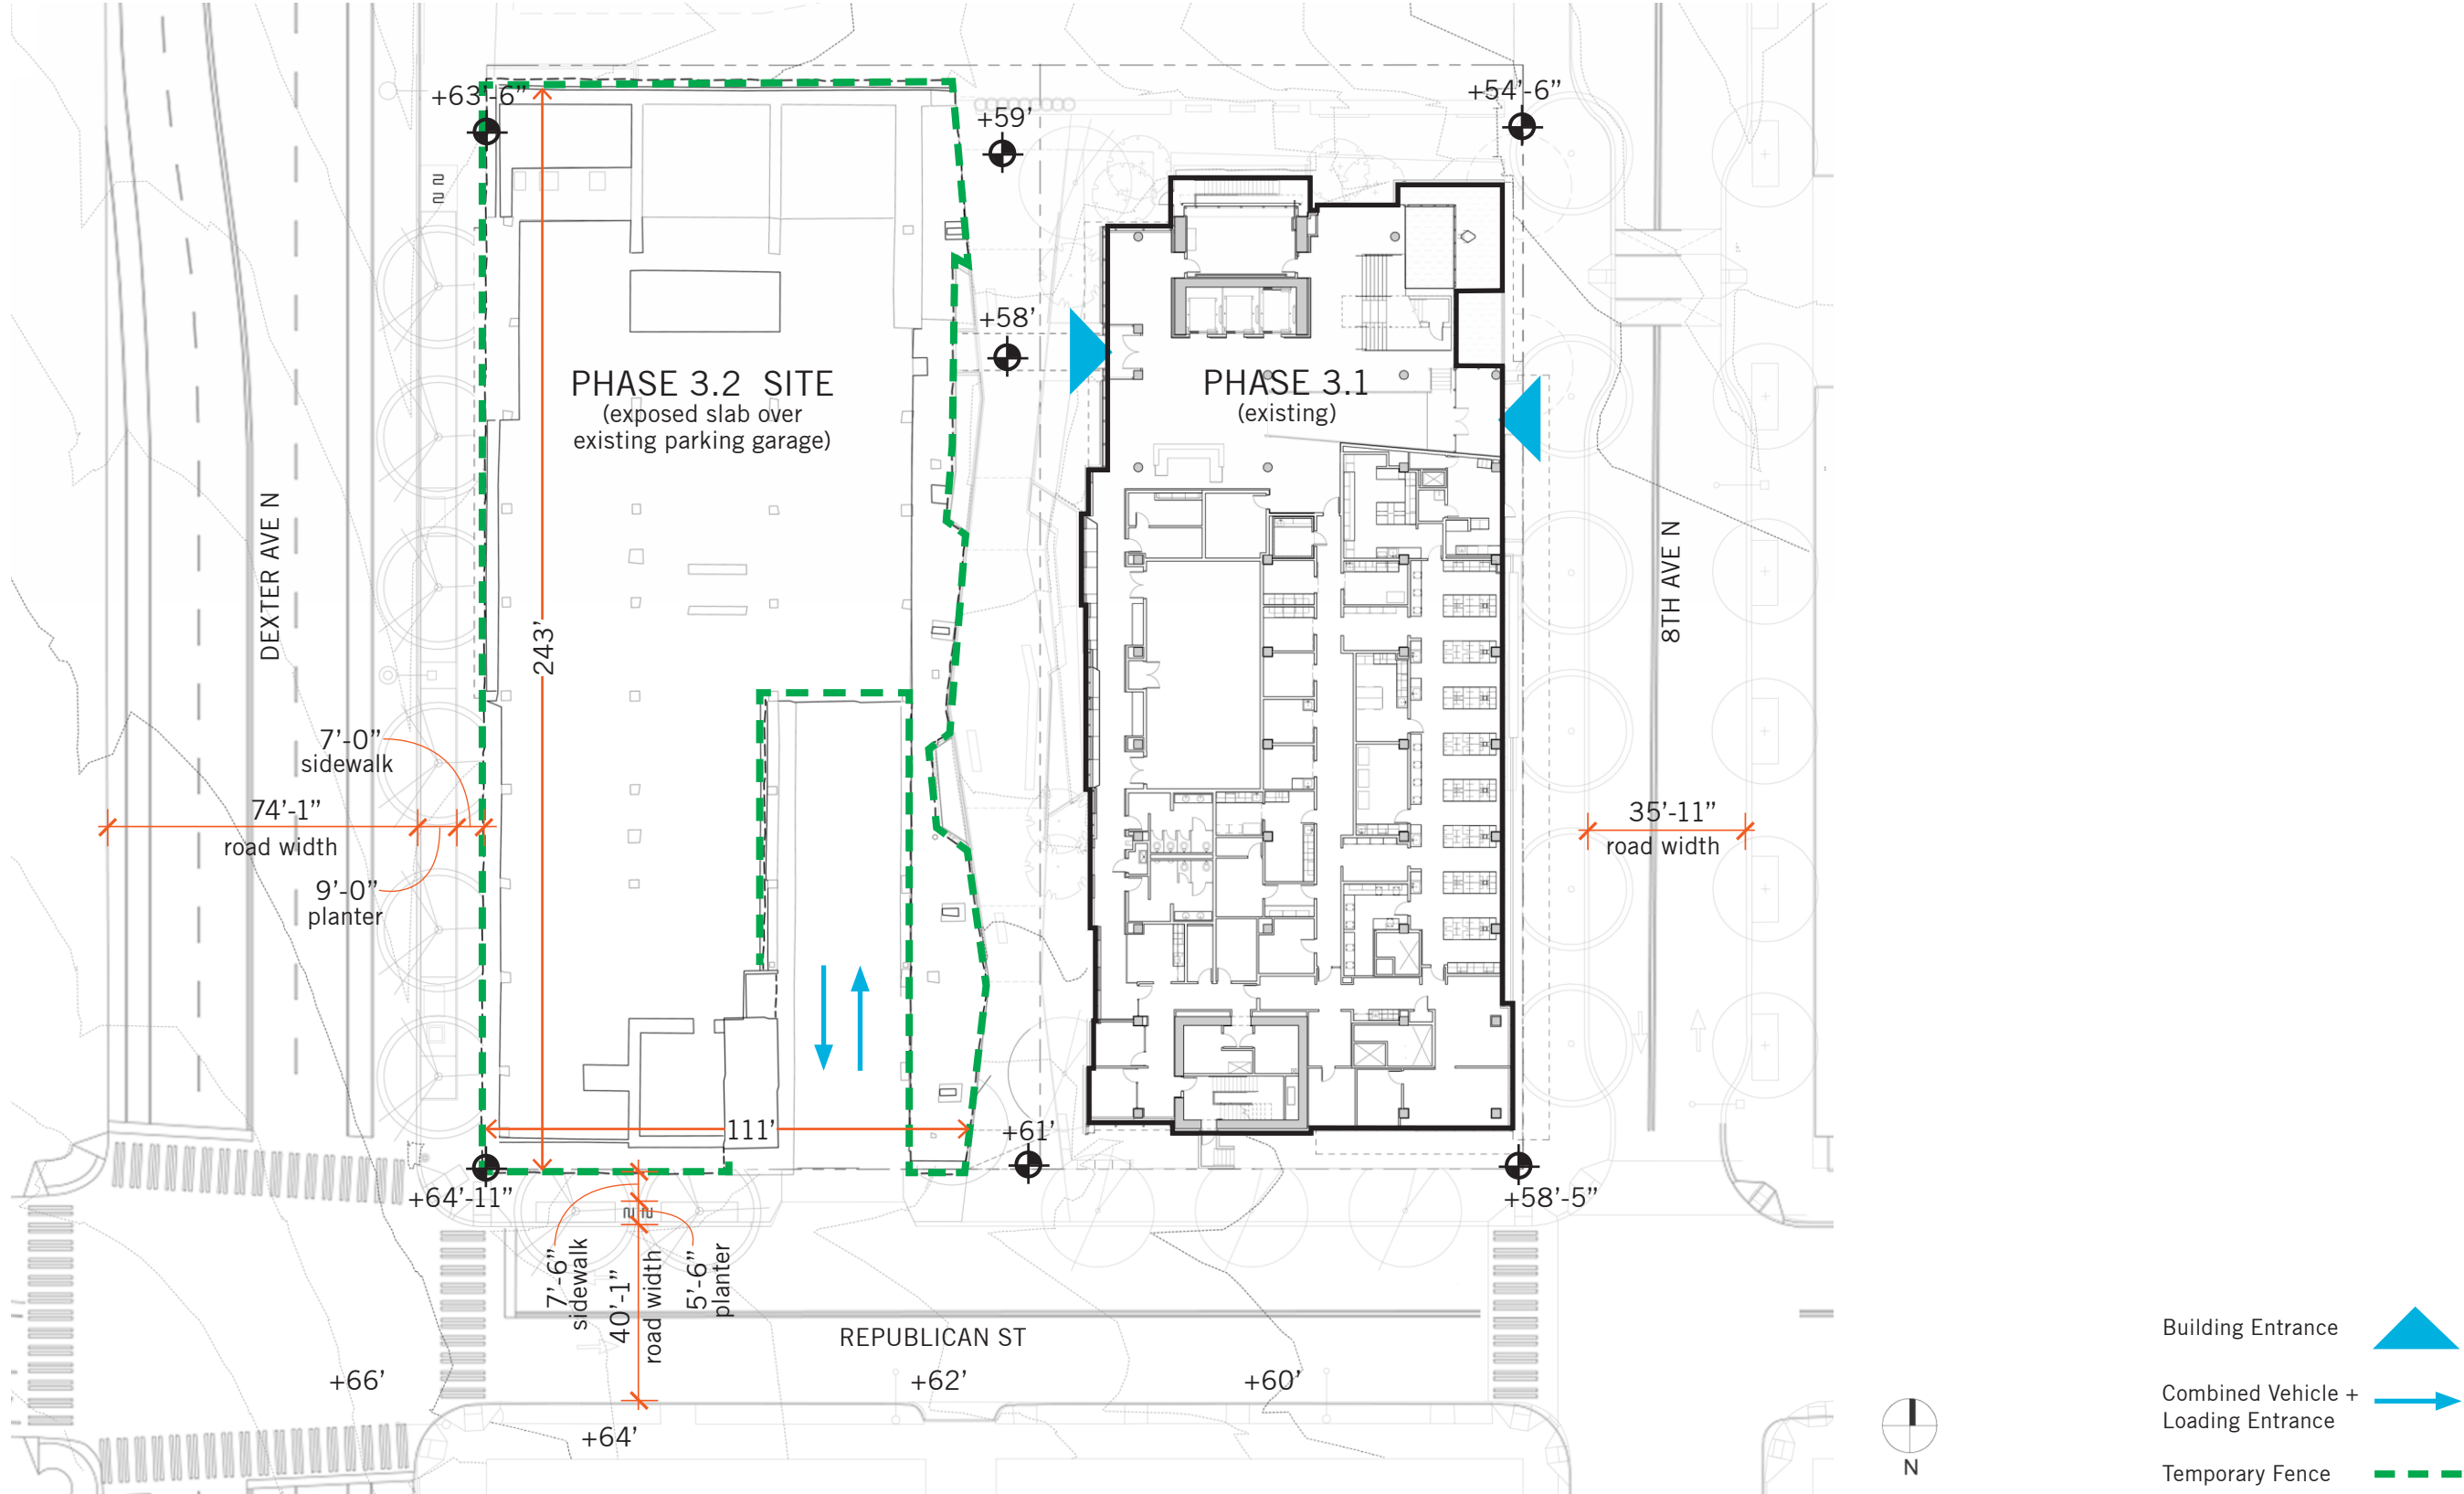 +63’-6”
+59’
+54’-6”
+58’
PHASE 3.2 SITE
(exposed slab over
existing parking garage)
PHASE 3.1
(existing)
DEXTER AVE N
8TH AVE N
243’
7’-0”
sidewalk
74’-1”
road width
9’-0”
planter
35’-11”
road width
111’
+61’
+64’-11”
+58’-5”
7’-6”
sidewalk
40’-1”
road width
5’-6”
planter
REPUBLICAN ST
+66’
+62’
+60’
+64’
N
Building Entrance
Combined Vehicle +
Loading Entrance
Temporary Fence